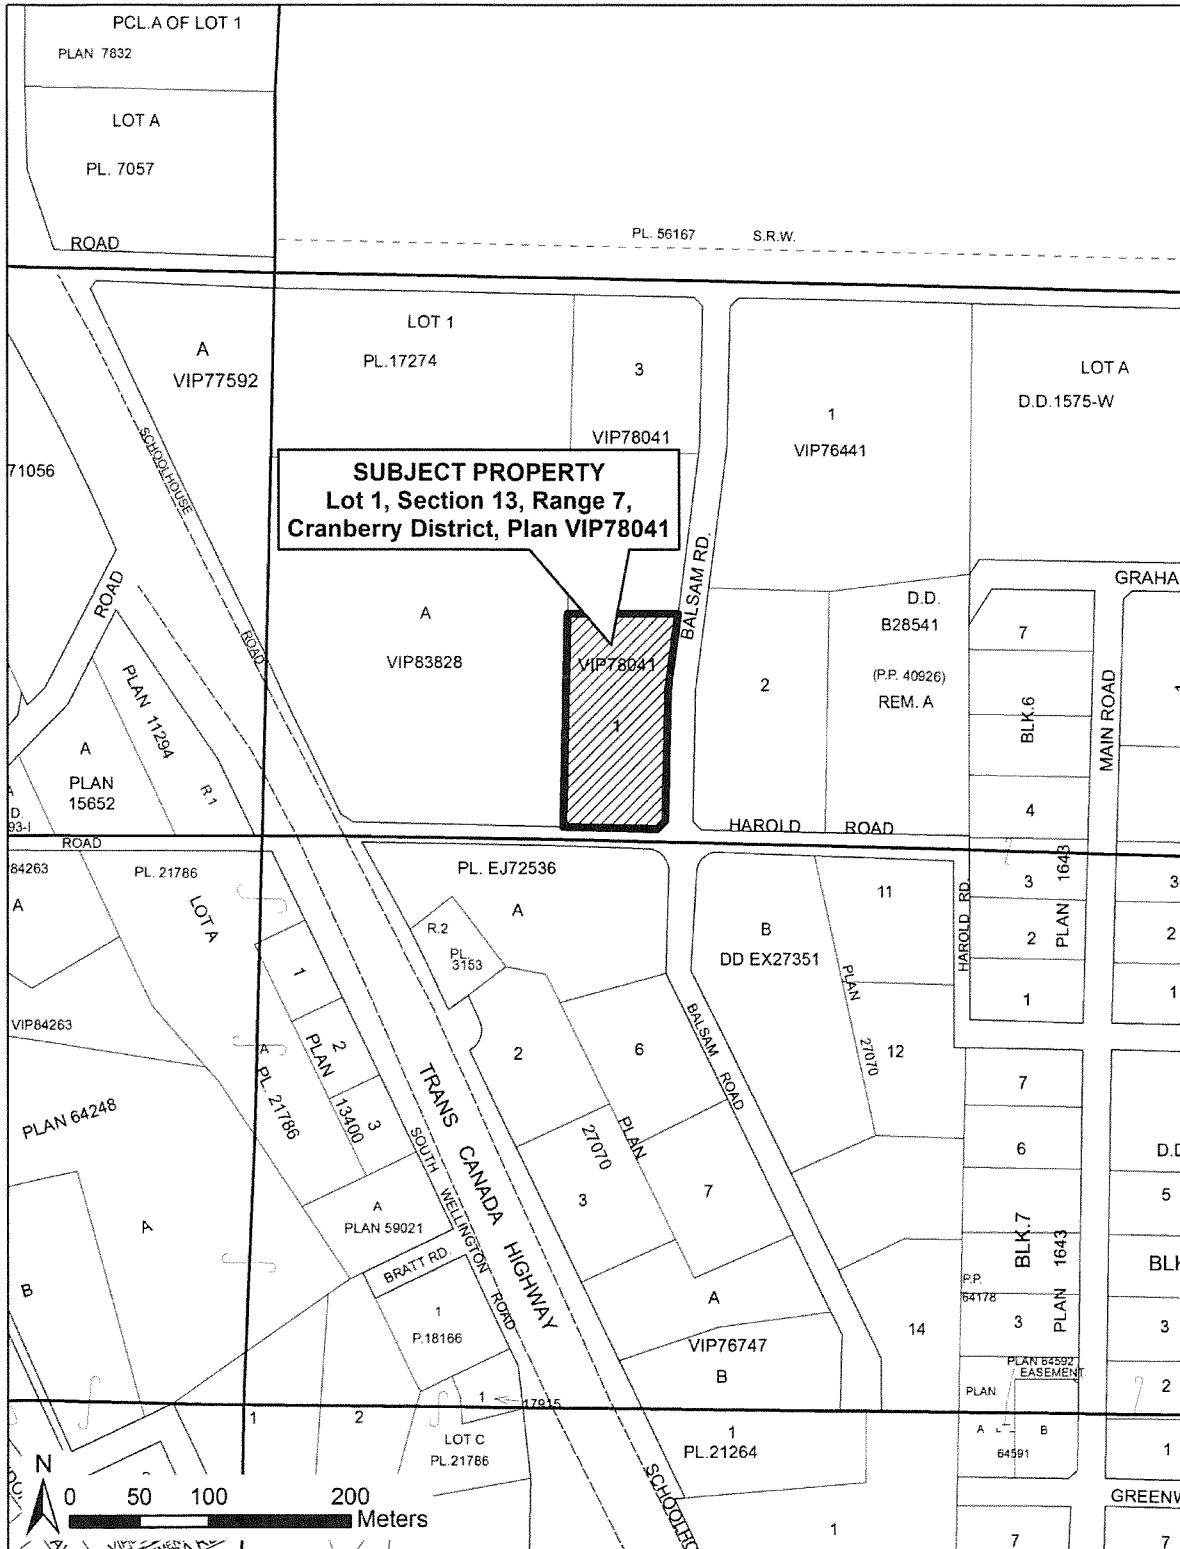 PCL.A OF LOT 1
PLAN 7832
LOT A
PL. 7057
ROAD
PL. 56167
S.R.W.
LOT 1
PL.17274
A
VIP77592
3
VIP78041
1
VIP76441
LOT A
D.D.1575-W
71056
SCHOOLHOUSE
ROAD
SUBJECT PROPERTY
Lot 1, Section 13, Range 7,
Cranberry District, Plan VIP78041
BALSAM RD.
ROAD
GRAHA
A
VIP83828
VIP78041
1
2
D.D.
B28541
(P.P. 40926)
REM. A
7
BLK.6
4
MAIN ROAD
PLAN 11294
R.1
A
PLAN
15652
D.
93-I
ROAD
HAROLD ROAD
84263
A
PL. 21786
LOT A
PL. EJ72536
A
R.2
PL.
3153
B
DD EX27351
11
PLAN
27070
12
HAROLD RD.
3
2
1
PLAN 1643
3
2
1
VIP84263
1
2
PLAN
13400
3
A
PL. 21786
PLAN 64248
2
6
BALSAM ROAD
TRANS CANADA HIGHWAY
SOUTH WELLINGTON ROAD
PLAN
27070
3
7
7
6
BLK.7
PLAN 1643
D.D
5
BLK
A
B
A
PLAN 59021
BRATT RD.
1
P.18166
A
VIP76747
B
14
P.P.
64178
3
3
PLAN 64592
EASEMENT
2
PLAN
A
B
64591
1
1
2
1
17915
LOT C
PL.21786
1
PL.21264
SCHOOLHO
GREENW
1
7
7
N
0 50 100 200
Meters